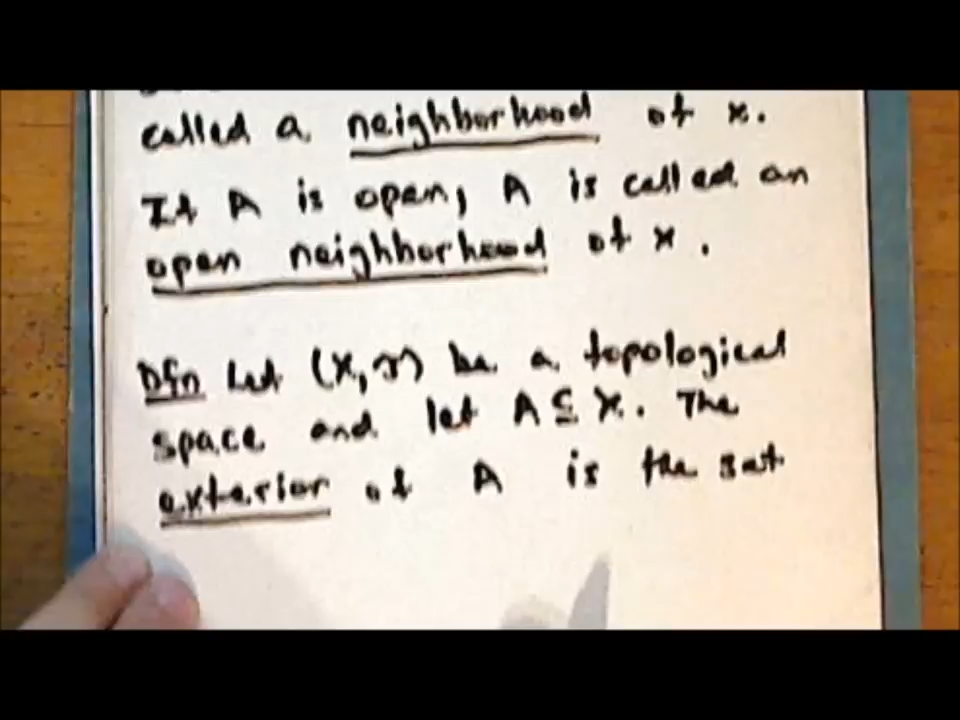 called a neighborhood of x.
If A is open, A is called an
open neighborhood of x.
Dfn Let (X, τ) be a topological
space and let A ⊆ X. The
exterior of A is the set